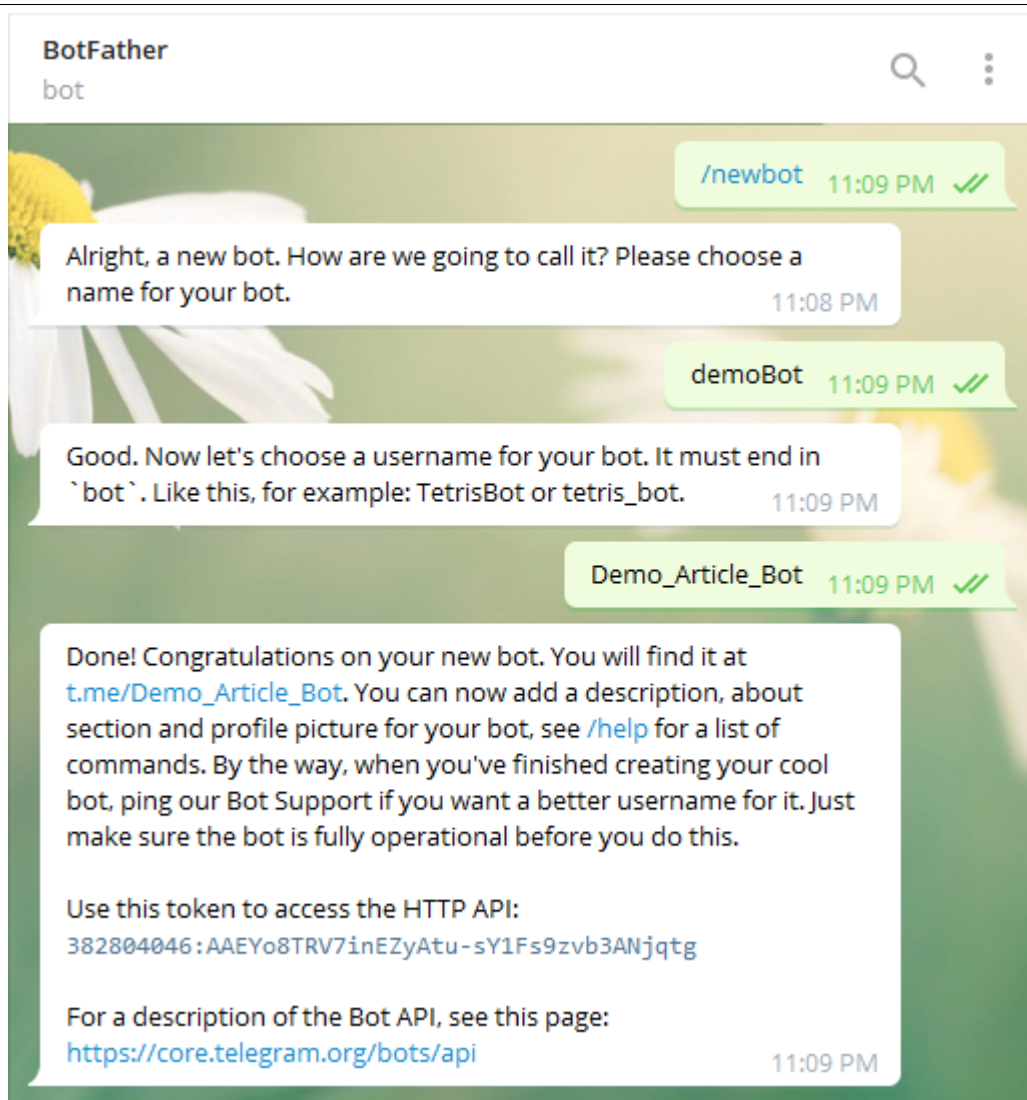 BotFather
bot
/newbot 11:09 PM
Alright, a new bot. How are we going to call it? Please choose a
name for your bot. 11:08 PM
demoBot 11:09 PM
Good. Now let's choose a username for your bot. It must end in
`bot`. Like this, for example: TetrisBot or tetris_bot. 11:09 PM
Demo_Article_Bot 11:09 PM
Done! Congratulations on your new bot. You will find it at
t.me/Demo_Article_Bot. You can now add a description, about
section and profile picture for your bot, see /help for a list of
commands. By the way, when you've finished creating your cool
bot, ping our Bot Support if you want a better username for it. Just
make sure the bot is fully operational before you do this.
Use this token to access the HTTP API:
382804046:AAEYo8TRV7inEZyAtu-sY1Fs9zvb3ANjqtg
For a description of the Bot API, see this page:
https://core.telegram.org/bots/api 11:09 PM